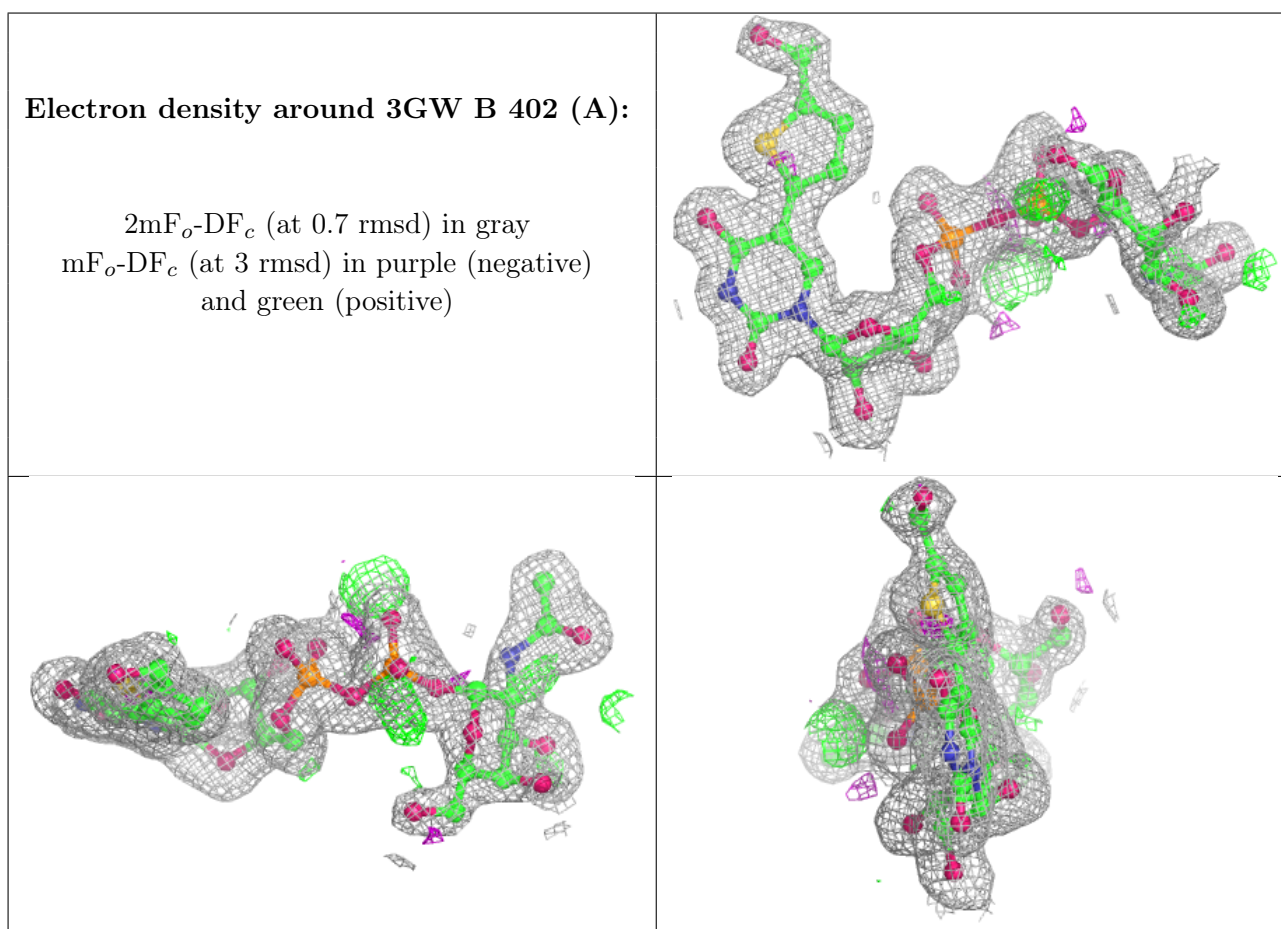 Electron density around 3GW B 402 (A):
2mFo-DFc (at 0.7 rmsd) in gray
mFo-DFc (at 3 rmsd) in purple (negative)
and green (positive)